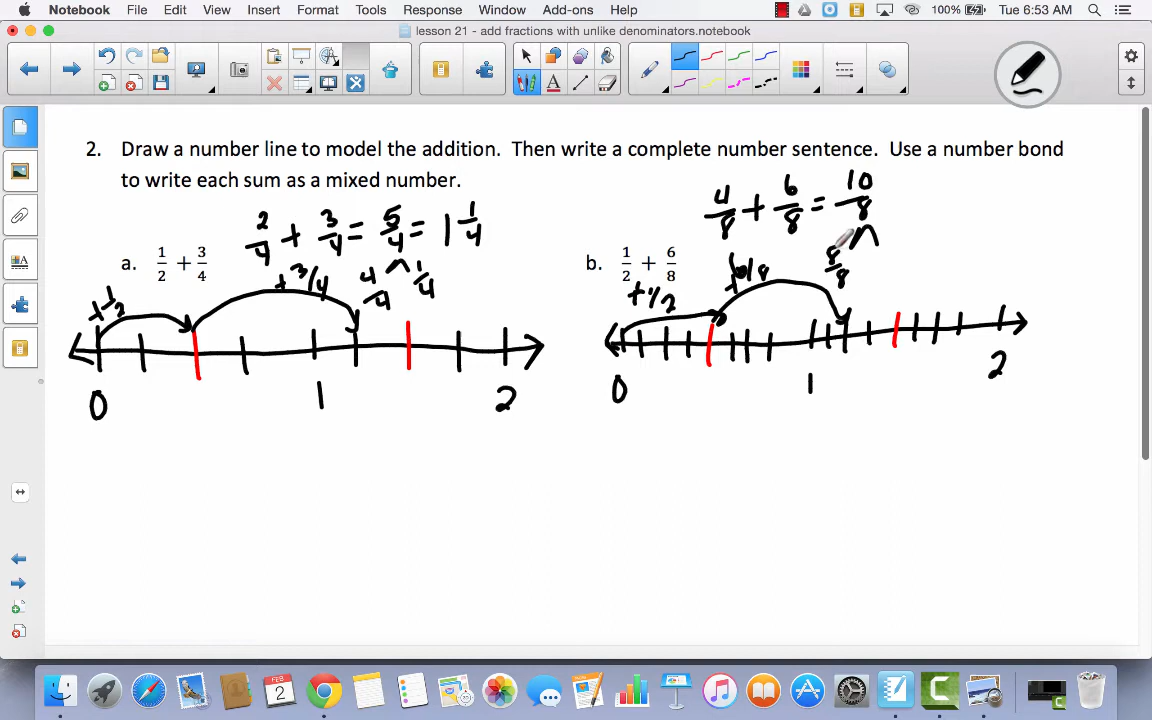 Notebook File Edit View Insert Format Tools Response Window Add-ons Help 100% Tue 6:53 AM
lesson 21 - add fractions with unlike denominators.notebook
2. Draw a number line to model the addition. Then write a complete number sentence. Use a number bond
to write each sum as a mixed number.
2/4 + 3/4 = 5/4 = 1 1/4
4/8 + 6/8 = 10/8
a. 1/2 + 3/4
4/4 1/4
b. 1/2 + 6/8
8/8
+1/2 +3/4
+1/2 +6/8
0 1 2
0 1 2
FEB
2